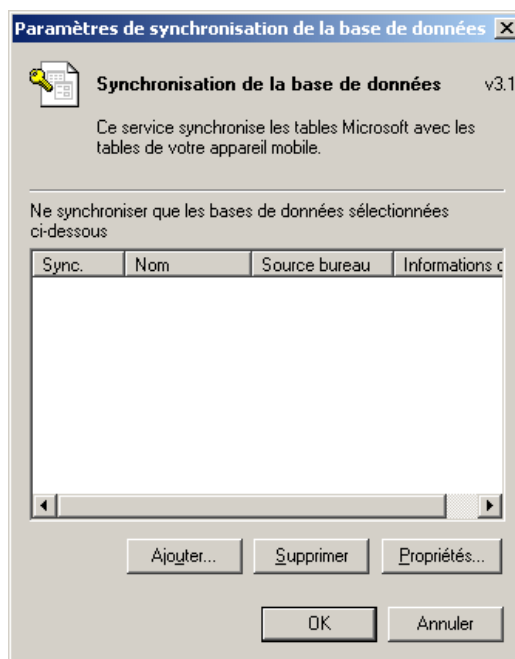 Paramètres de synchronisation de la base de données
Synchronisation de la base de données v3.1
Ce service synchronise les tables Microsoft avec les
tables de votre appareil mobile.
Ne synchroniser que les bases de données sélectionnées
ci-dessous
Sync. Nom Source bureau Informations
Ajouter... Supprimer Propriétés...
OK Annuler